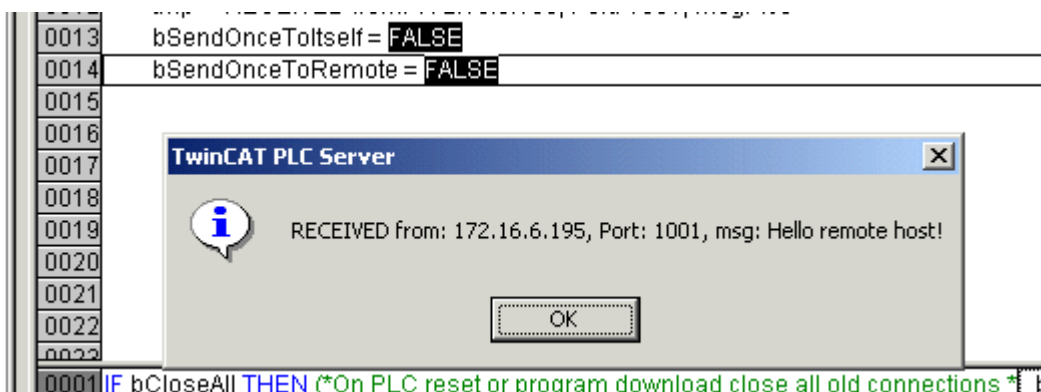 0013 bSendOnceToItself = FALSE
0014 bSendOnceToRemote = FALSE
0015
0016
0017
TwinCAT PLC Server
0018
0019
RECEIVED from: 172.16.6.195, Port: 1001, msg: Hello remote host!
0020
0021
0022
OK
0023
0001 IF bCloseAll THEN (*On PLC reset or program download close all old connections *)